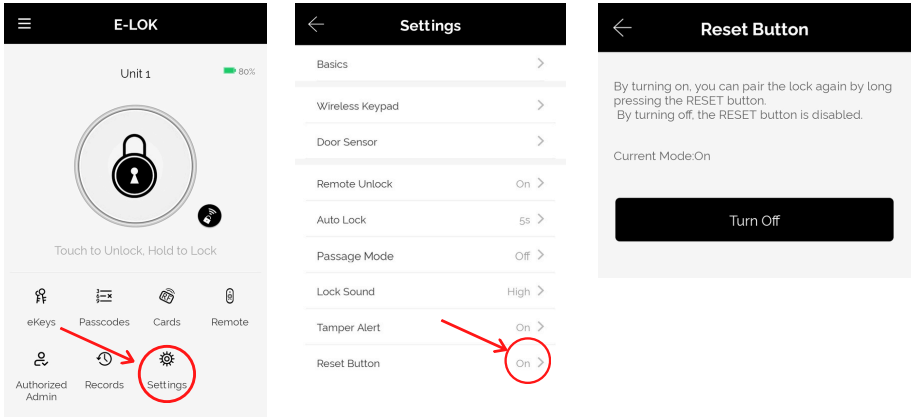 E-LOK
Unit 1
80%
Touch to Unlock, Hold to Lock
eKeys
Passcodes
Cards
Remote
Authorized
Admin
Records
Settings
Settings
Basics
Wireless Keypad
Door Sensor
Remote Unlock On
Auto Lock 5s
Passage Mode Off
Lock Sound High
Tamper Alert On
Reset Button On
Reset Button
By turning on, you can pair the lock again by long
pressing the RESET button.
By turning off, the RESET button is disabled.
Current Mode:On
Turn Off